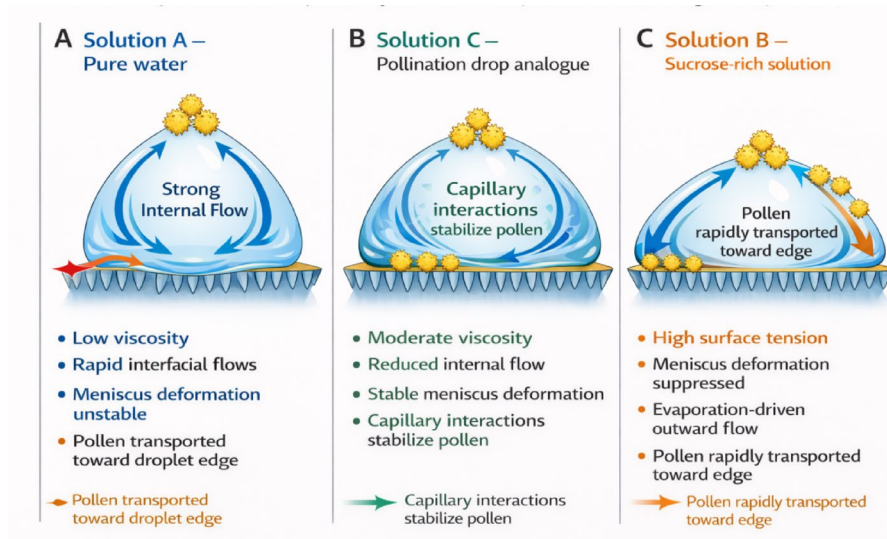 A Solution A –
Pure water
Strong
Internal Flow
• Low viscosity
• Rapid interfacial flows
• Meniscus deformation
unstable
• Pollen transported
toward droplet edge
Pollen transported
toward droplet edge
B Solution C –
Pollination drop analogue
Capillary
interactions
stabilize pollen
• Moderate viscosity
• Reduced internal flow
• Stable meniscus deformation
• Capillary interactions
stabilize pollen
Capillary interactions
stabilize pollen
C Solution B –
Sucrose-rich solution
Pollen
rapidly transported
toward edge
• High surface tension
• Meniscus deformation
suppressed
• Evaporation-driven
outward flow
• Pollen rapidly transported
toward edge
Pollen rapidly transported
toward edge